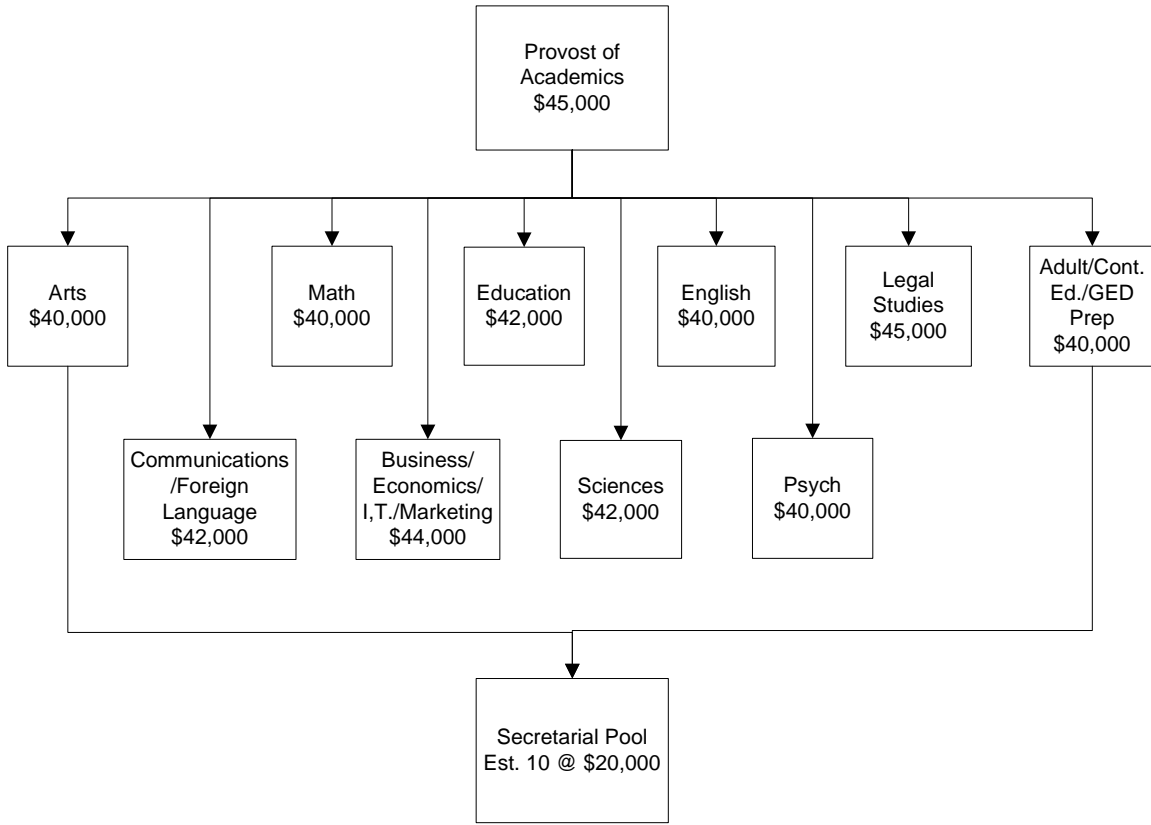 Provost of
Academics
$45,000
Arts
$40,000
Math
$40,000
Education
$42,000
English
$40,000
Legal
Studies
$45,000
Adult/Cont.
Ed./GED
Prep
$40,000
Communications
/Foreign
Language
$42,000
Business/
Economics/
I,T./Marketing
$44,000
Sciences
$42,000
Psych
$40,000
Secretarial Pool
Est. 10 @ $20,000